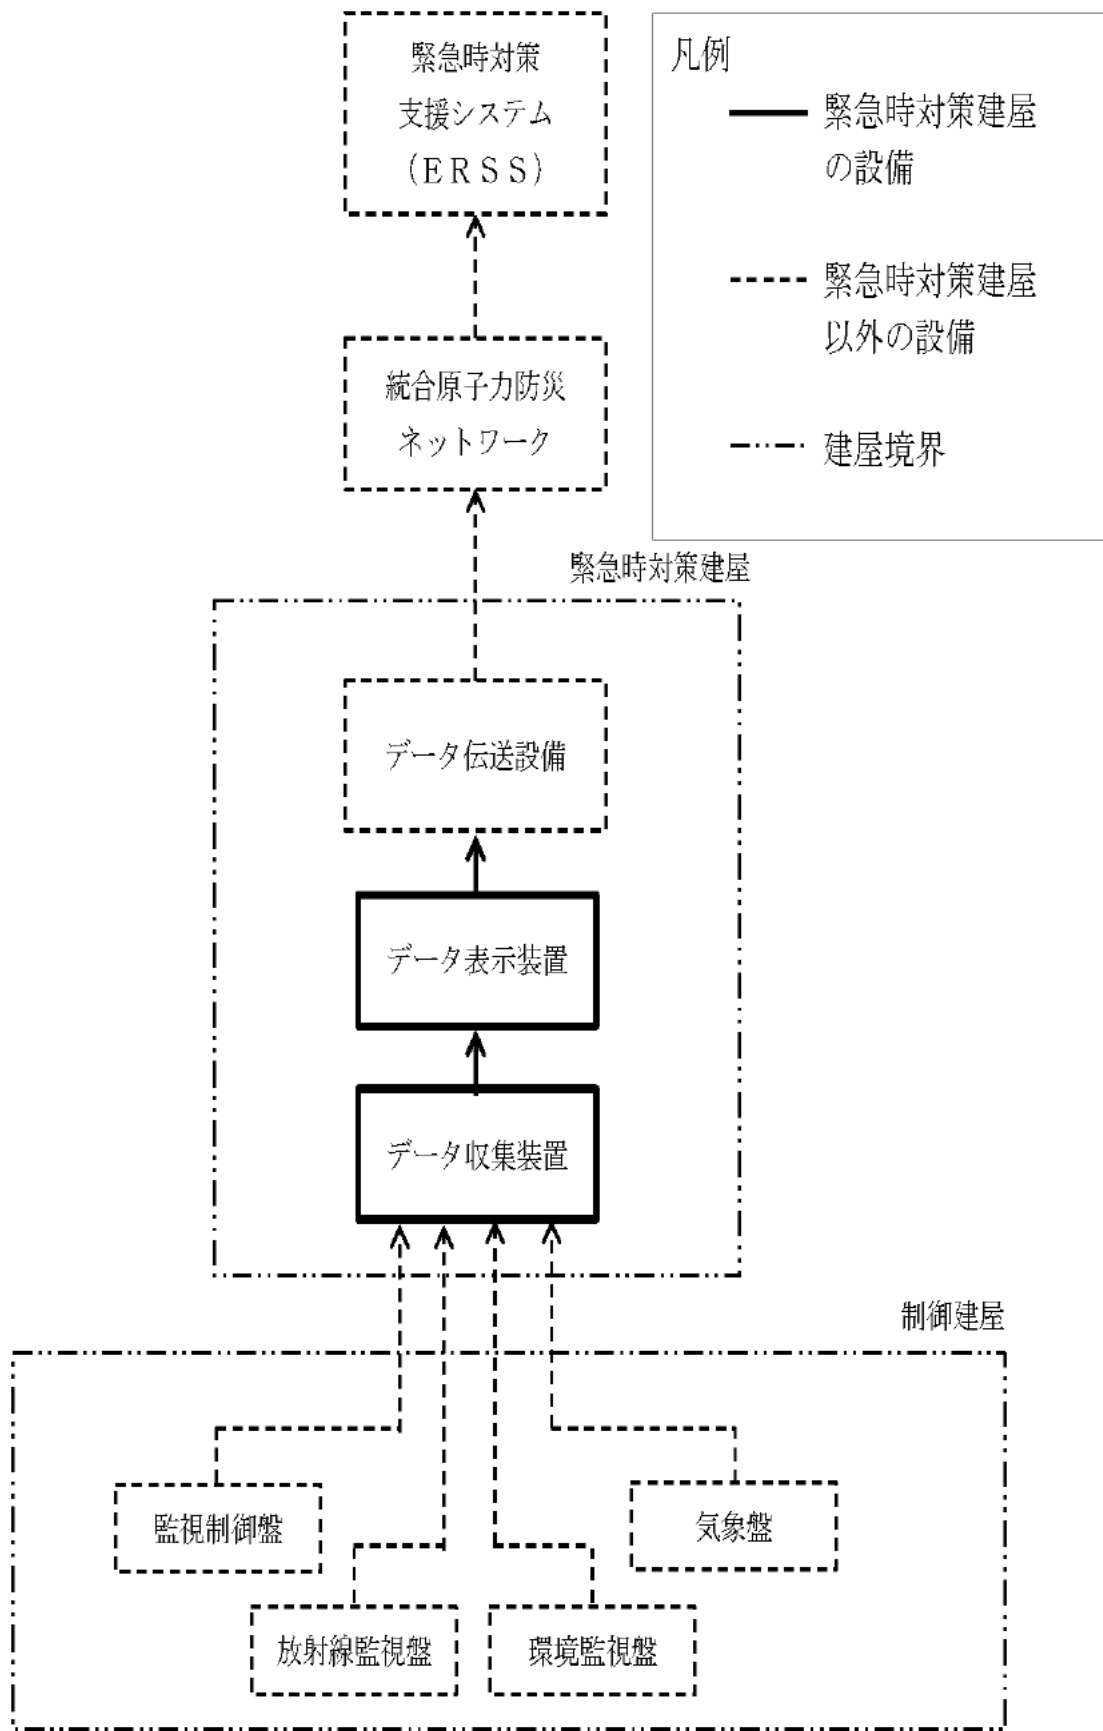 緊急時対策
支援システム
(ERSS)
凡例
緊急時対策建屋
の設備
緊急時対策建屋
以外の設備
建屋境界
統合原子力防災
ネットワーク
緊急時対策建屋
データ伝送設備
データ表示装置
データ収集装置
制御建屋
監視制御盤
気象盤
放射線監視盤
環境監視盤